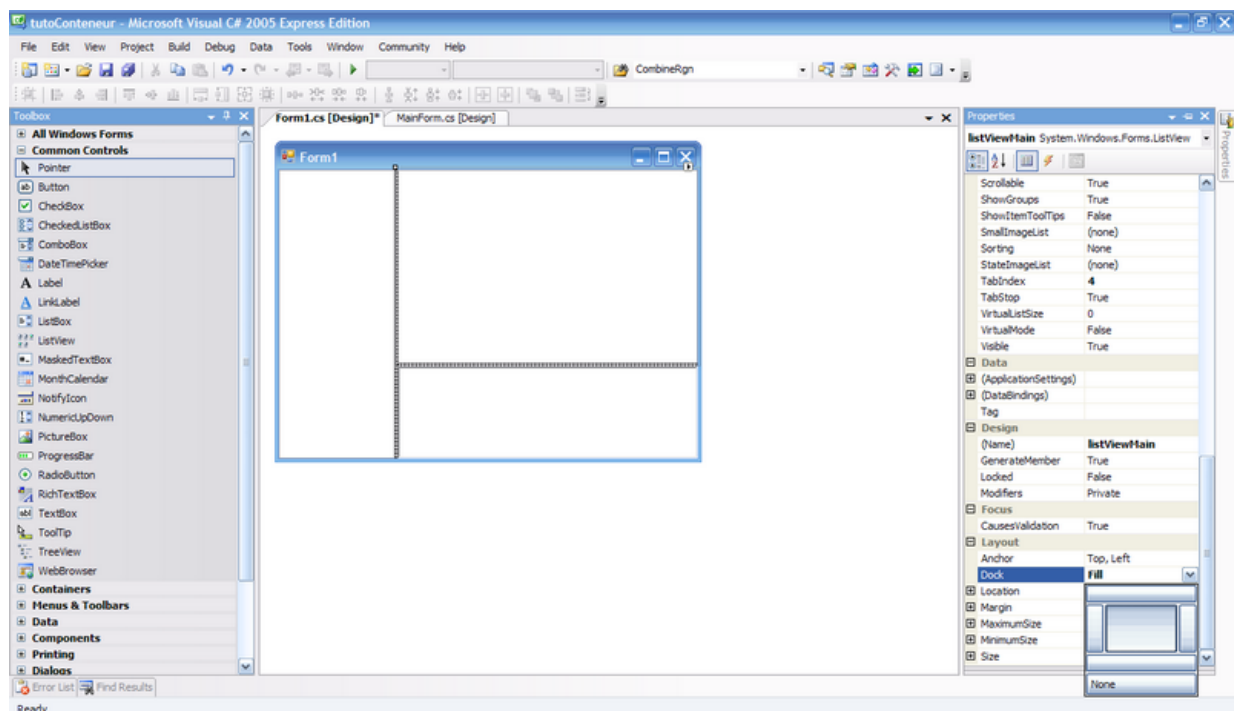 tutoConteneur - Microsoft Visual C# 2005 Express Edition
File Edit View Project Build Debug Data Tools Window Community Help
CombineRgn
Toolbox
All Windows Forms
Common Controls
Pointer
Button
CheckBox
CheckedListBox
ComboBox
DateTimePicker
Label
LinkLabel
ListBox
ListView
MaskedTextBox
MonthCalendar
NotifyIcon
NumericUpDown
PictureBox
ProgressBar
RadioButton
RichTextBox
TextBox
ToolTip
TreeView
WebBrowser
Containers
Menus & Toolbars
Data
Components
Printing
Dialogs
Form1.cs [Design]* MainForm.cs [Design]
Form1
Properties
listViewMain System.Windows.Forms.ListView
Scrollable True
ShowGroups True
ShowItemToolTips False
SmallImageList (none)
Sorting None
StateImageList (none)
TabIndex 4
TabStop True
VirtualListSize 0
VirtualMode False
Visible True
Data
(ApplicationSettings)
(DataBindings)
Tag
Design
(Name) listViewMain
GenerateMember True
Locked False
Modifiers Private
Focus
CausesValidation True
Layout
Anchor Top, Left
Dock Fill
Location
Margin
MaximumSize
MinimumSize
Size
None
Properties
Error List Find Results
Ready